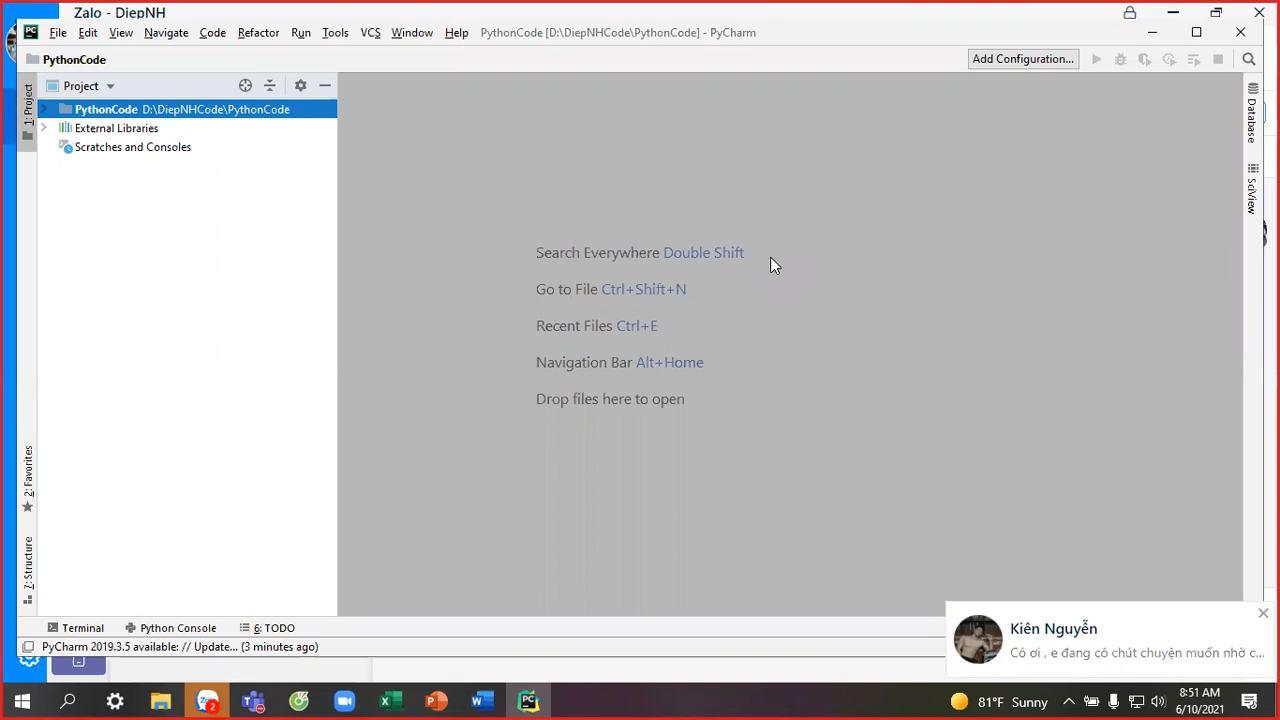 Zalo - DiepNH
PC
File Edit View Navigate Code Refactor Run Tools VCS Window Help PythonCode [D:\DiepNHCode\PythonCode] - PyCharm
PythonCode
Add Configuration...
1: Project
Project
PythonCode D:\DiepNHCode\PythonCode
External Libraries
Scratches and Consoles
Database
SciView
Search Everywhere Double Shift
Go to File Ctrl+Shift+N
Recent Files Ctrl+E
Navigation Bar Alt+Home
Drop files here to open
2: Favorites
7: Structure
Terminal Python Console 6: TODO
PyCharm 2019.3.5 available: // Update... (3 minutes ago)
Kiên Nguyễn
Cô ơi , e đang có chút chuyện muốn nhờ c...
2
81°F Sunny
8:51 AM
6/10/2021